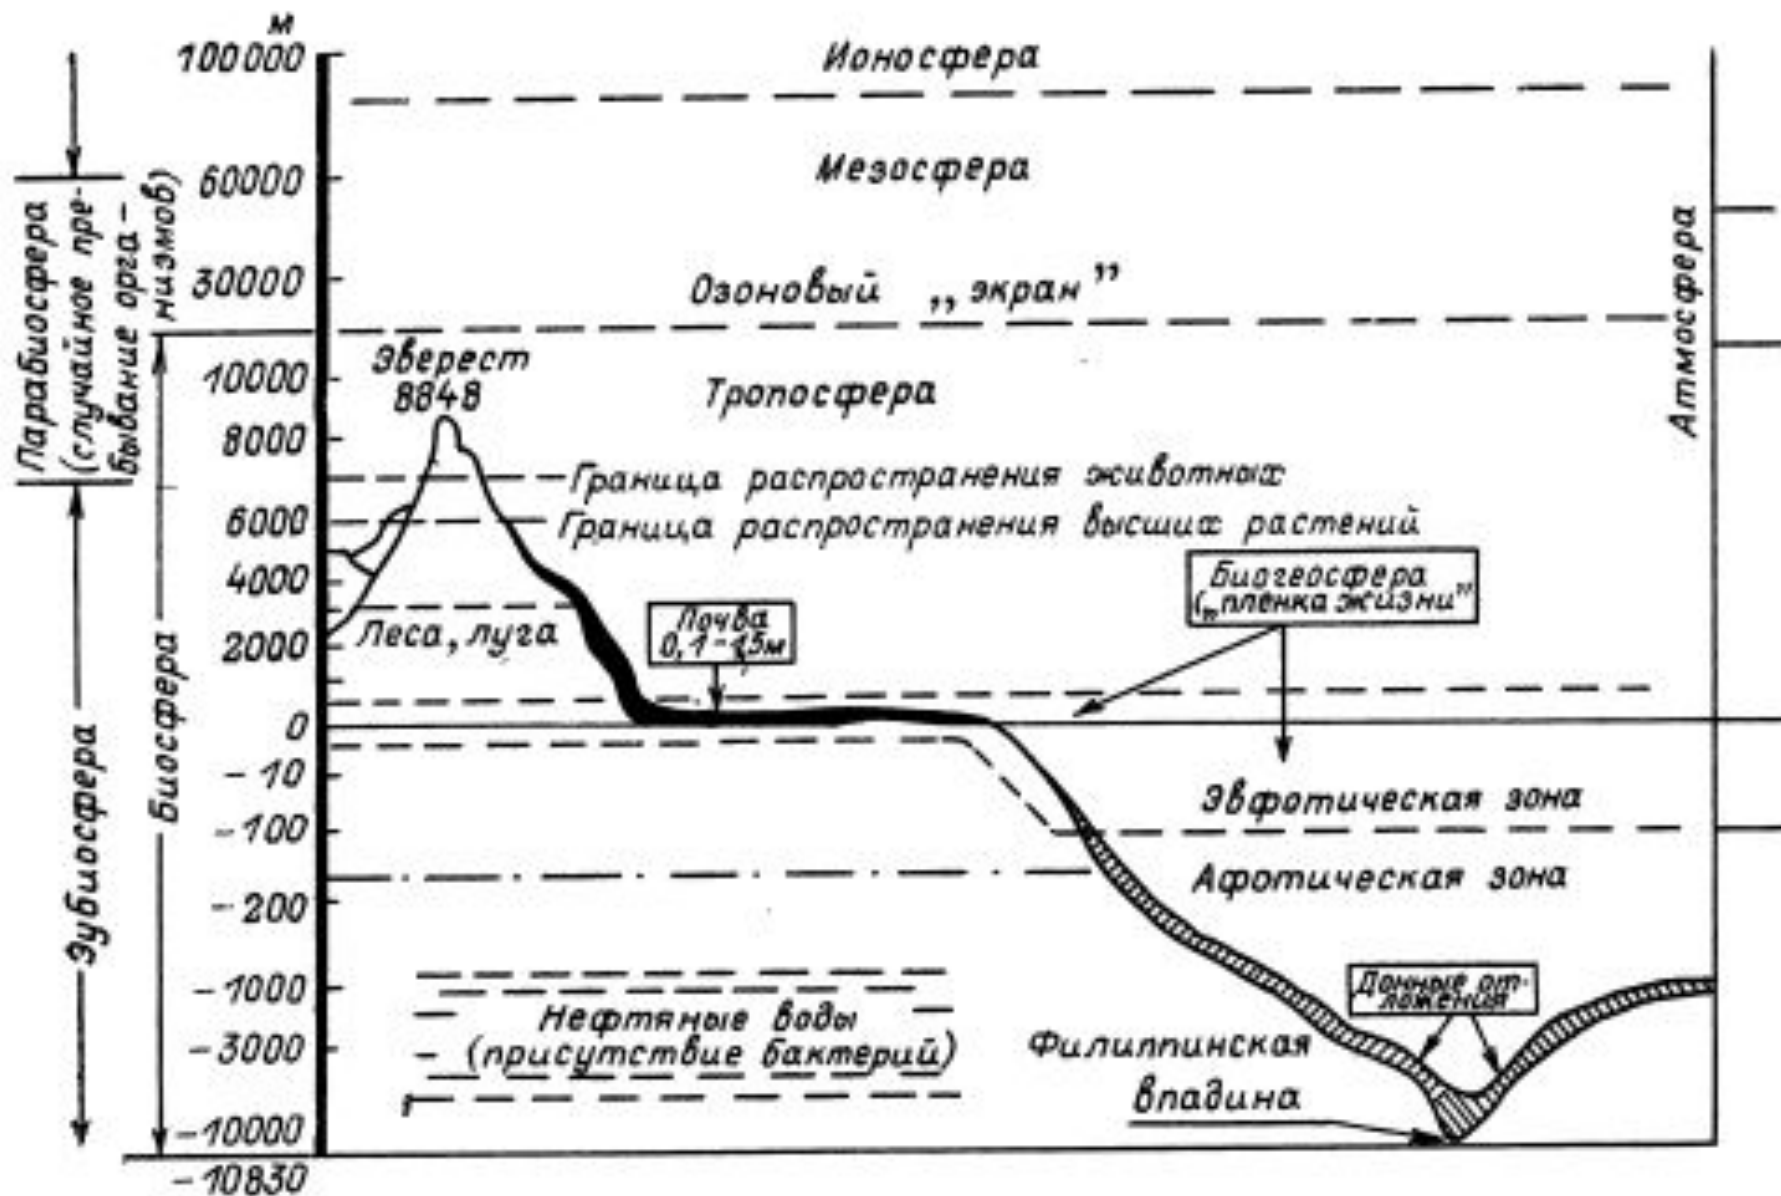 м
100000
60000
30000
10000
8000
6000
4000
2000
0
-10
-100
-200
-1000
-3000
-10000
-10830
Парабиосфера
(случайное пре-
бывание орга-
низмов)
Эубиосфера
Биосфера
Ионосфера
Мезосфера
Озоновый „экран”
Эверест
8848
Тропосфера
Атмосфера
Граница распространения животных
Граница распространения высших растений
Биогеосфера
(„пленка жизни”
Леса, луга
Почва
0,1-1,5м
Эвфотическая зона
Афотическая зона
Нефтяные воды
(присутствие бактерий)
Донные от-
ложения
Филиппинская
впадина